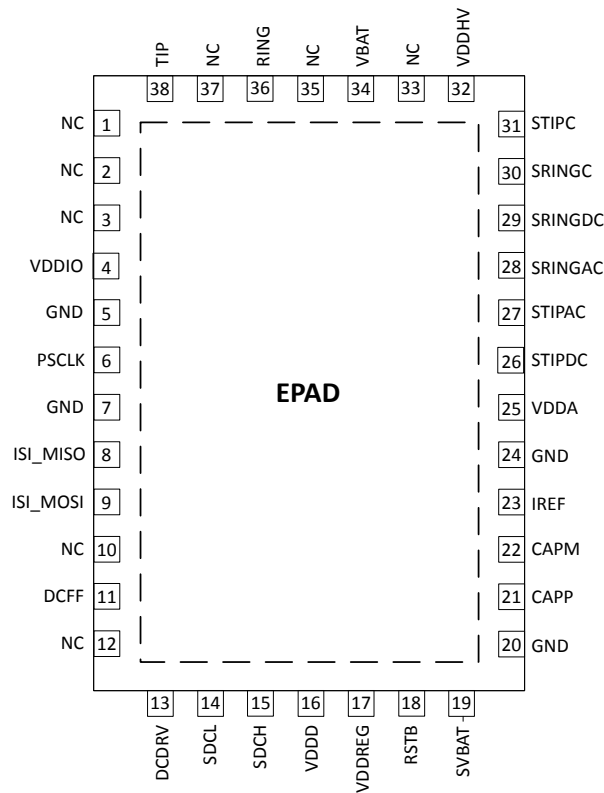 TIP
NC
RING
NC
VBAT
NC
VDDHV
38 37 36 35 34 33 32
NC 1
NC 2
NC 3
VDDIO 4
GND 5
PSCLK 6
GND 7
ISI_MISO 8
ISI_MOSI 9
NC 10
DCFF 11
NC 12
EPAD
31 STIPC
30 SRINGC
29 SRINGDC
28 SRINGAC
27 STIPAC
26 STIPDC
25 VDDA
24 GND
23 IREF
22 CAPM
21 CAPP
20 GND
13 14 15 16 17 18 19
DCDRV
SDCL
SDCH
VDDD
VDDREG
RSTB
SVBAT